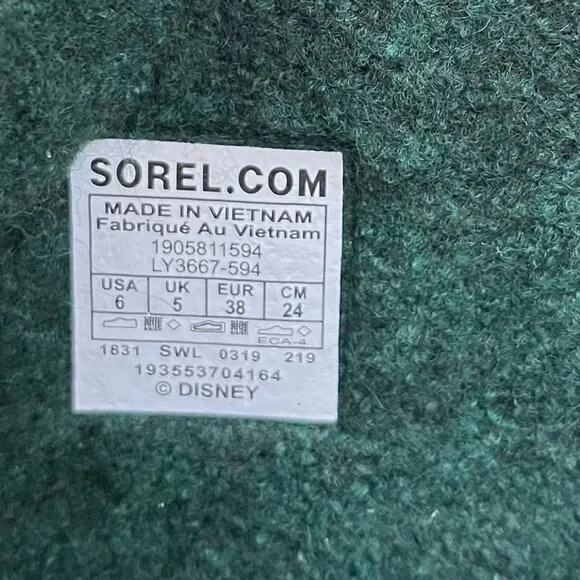 SOREL.COM
MADE IN VIETNAM
Fabriqué Au Vietnam
1905811594
LY3667-594
USA UK EUR CM
6 5 38 24
ECA-4
1831 SWL 0319 219
193553704164
© DISNEY